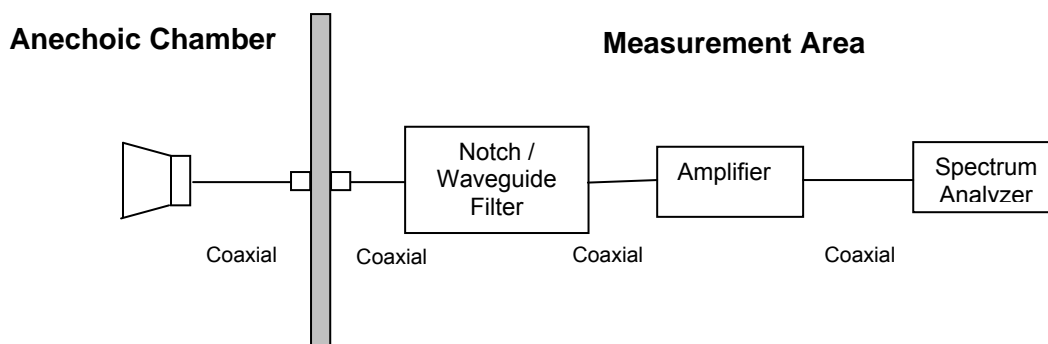 Anechoic Chamber
Measurement Area
Notch /
Waveguide
Filter
Amplifier
Spectrum
Analyzer
Coaxial
Coaxial
Coaxial
Coaxial